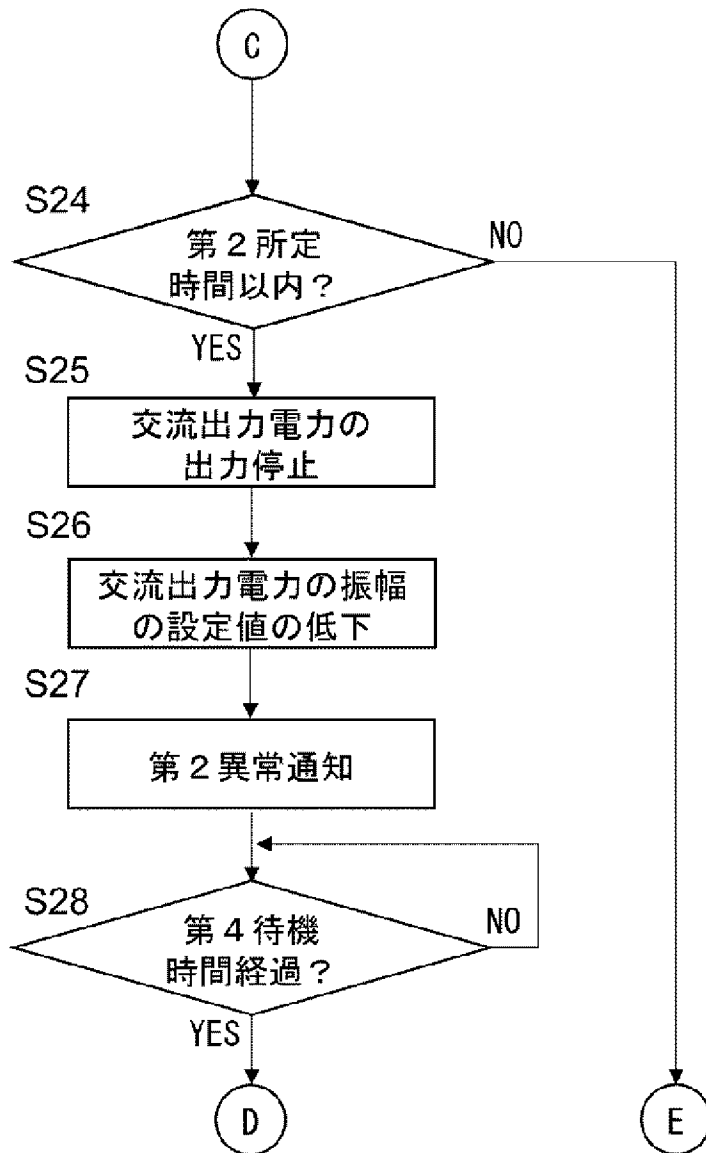 C
S24
第２所定
時間以内？
NO
YES
S25
交流出力電力の
出力停止
S26
交流出力電力の振幅
の設定値の低下
S27
第２異常通知
S28
第４待機
時間経過？
NO
YES
D
E